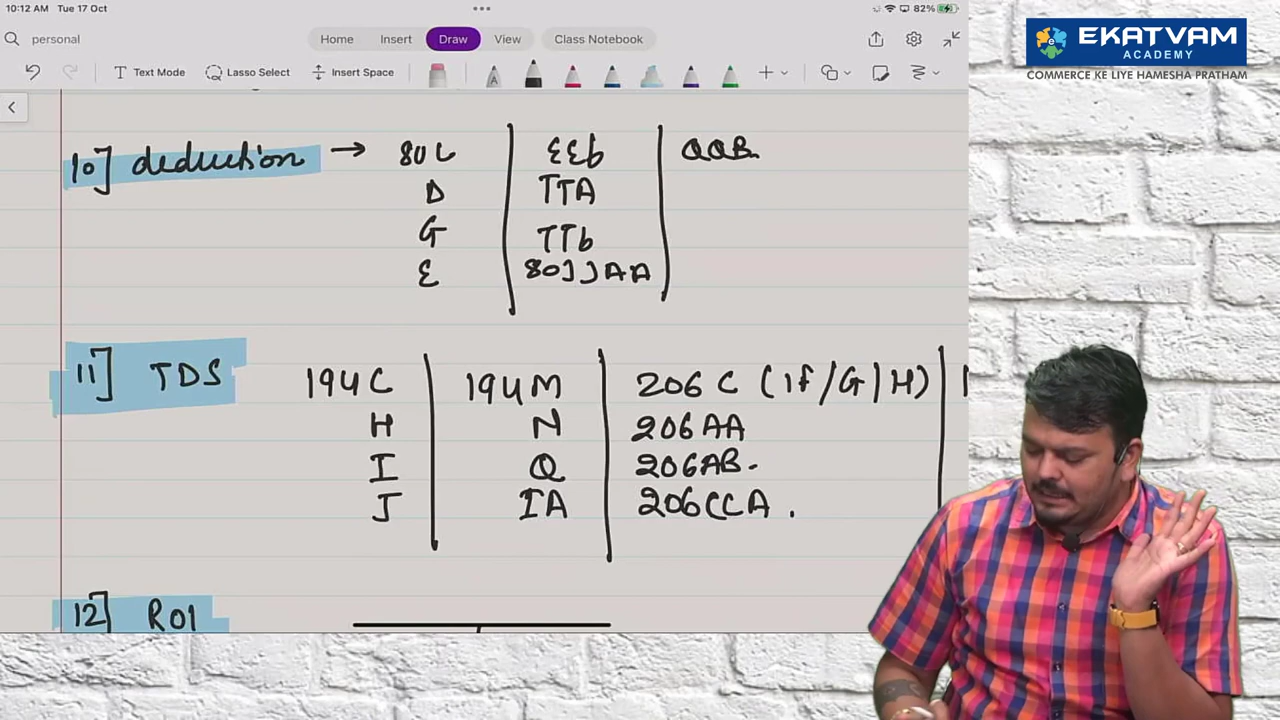 10:12 AM Tue 17 Oct
82%
personal
Draw View Class Notebook
Text Mode Lasso Select Insert Space
EKATVAM
ACADEMY
COMMERCE KE LIYE HAMESHA PRATHAM
10] deduction → 80C EEb QQB
D TTA
G TTb
E 80JJAA
11] TDS 194C 194M 206C (1f/G/H)
H N 206AA
I Q 206AB.
J IA 206CCA.
12] ROI